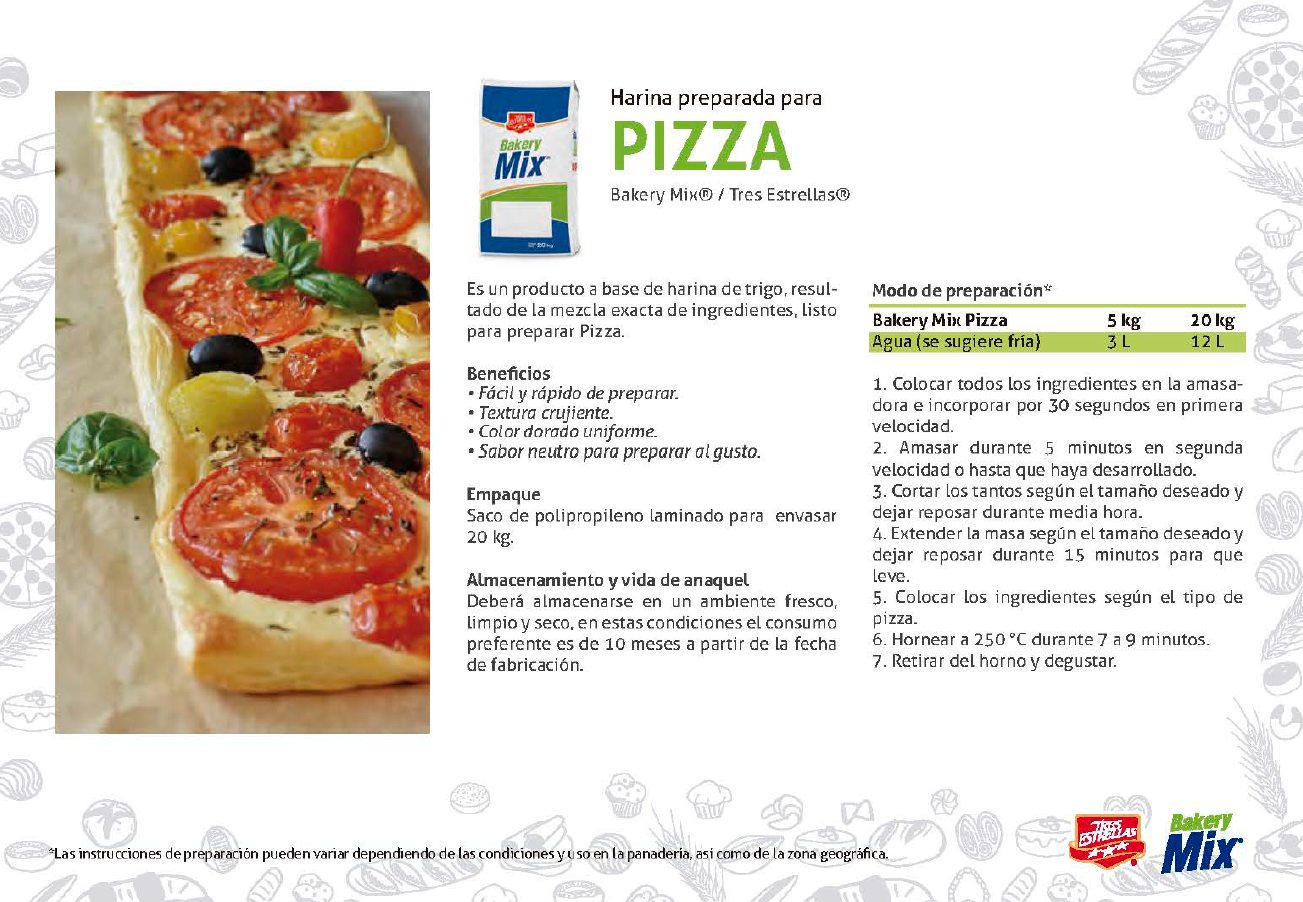 Harina preparada para
PIZZA
Bakery Mix® / Tres Estrellas®
TRES ESTRELLAS
Bakery
Mix
20 kg
Es un producto a base de harina de trigo, resul-
tado de la mezcla exacta de ingredientes, listo
para preparar Pizza.
Beneficios
• Fácil y rápido de preparar.
• Textura crujiente.
• Color dorado uniforme.
• Sabor neutro para preparar al gusto.
Empaque
Saco de polipropileno laminado para envasar
20 kg.
Almacenamiento y vida de anaquel
Deberá almacenarse en un ambiente fresco,
limpio y seco, en estas condiciones el consumo
preferente es de 10 meses a partir de la fecha
de fabricación.
Modo de preparación*
Bakery Mix Pizza 5 kg 20 kg
Agua (se sugiere fría) 3 L 12 L
1. Colocar todos los ingredientes en la amasa-
dora e incorporar por 30 segundos en primera
velocidad.
2. Amasar durante 5 minutos en segunda
velocidad o hasta que haya desarrollado.
3. Cortar los tantos según el tamaño deseado y
dejar reposar durante media hora.
4. Extender la masa según el tamaño deseado y
dejar reposar durante 15 minutos para que
leve.
5. Colocar los ingredientes según el tipo de
pizza.
6. Hornear a 250 °C durante 7 a 9 minutos.
7. Retirar del horno y degustar.
*Las instrucciones de preparación pueden variar dependiendo de las condiciones y uso en la panadería, así como de la zona geográfica.
TRES
ESTRELLAS
Bakery
Mix